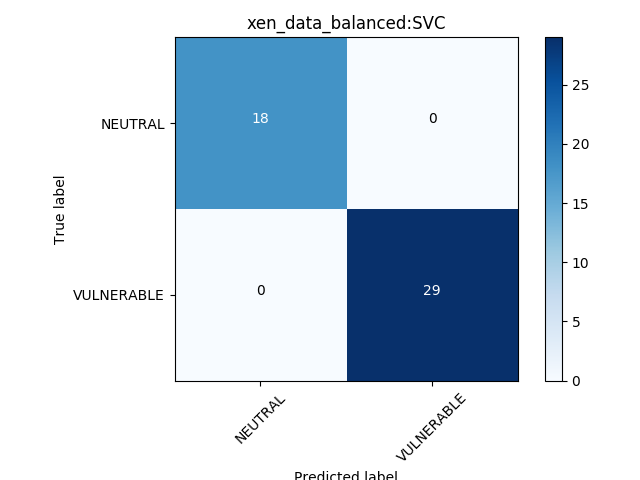 xen_data_balanced:SVC
NEUTRAL
VULNERABLE
True label
18
0
0
29
NEUTRAL
VULNERABLE
Predicted label
25
20
15
10
5
0